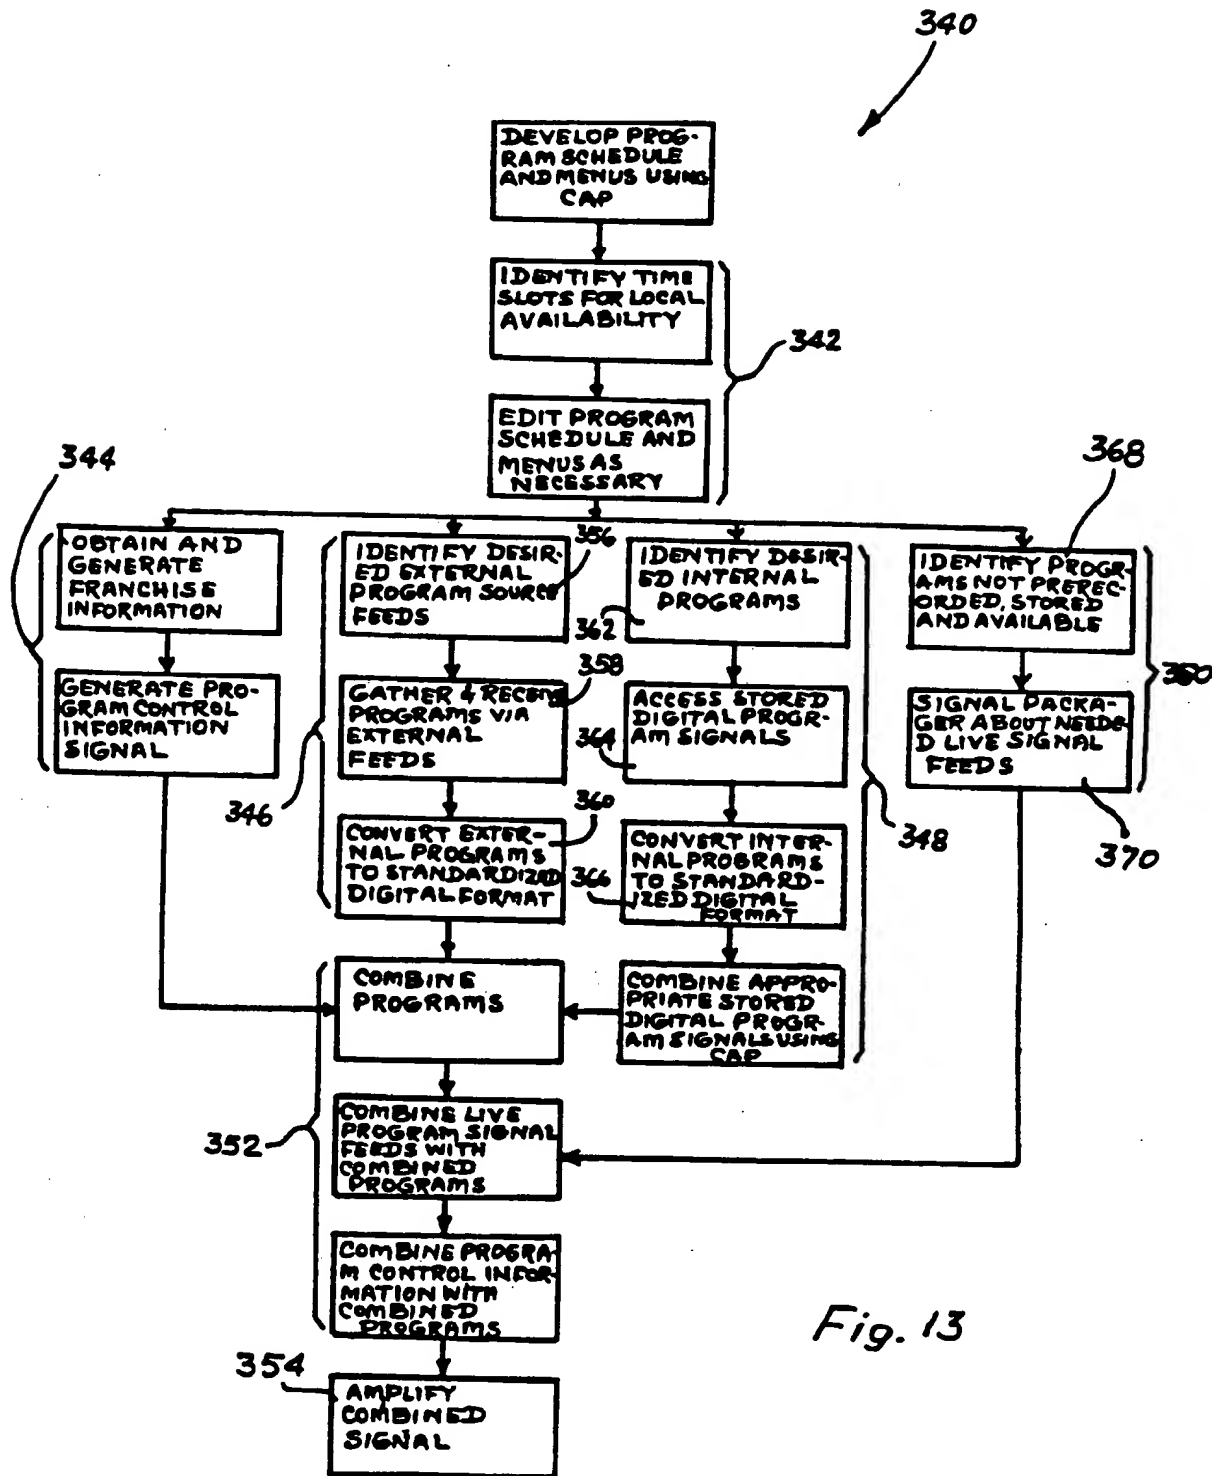 340
DEVELOP PROG-
RAM SCHEDULE
AND MENUS USING
CAP
IDENTIFY TIME
SLOTS FOR LOCAL
AVAILABILITY
342
EDIT PROGRAM
SCHEDULE AND
MENUS AS
NECESSARY
344
OBTAIN AND
GENERATE
FRANCHISE
INFORMATION
GENERATE PRO-
GRAM CONTROL
INFORMATION
SIGNAL
346
IDENTIFY DESIR-
ED EXTERNAL
PROGRAM SOURCE
FEEDS
356
GATHER & RECEIVE
PROGRAMS VIA
EXTERNAL
FEEDS
358
CONVERT EXTER-
NAL PROGRAMS
TO STANDARDIZED
DIGITAL FORMAT
360
IDENTIFY DESIR-
ED INTERNAL
PROGRAMS
362
ACCESS STORED
DIGITAL PROGR-
AM SIGNALS
364
CONVERT INTER-
NAL PROGRAMS
TO STANDARD-
IZED DIGITAL
FORMAT
366
COMBINE APPRO-
PRIATE STORED
DIGITAL PROGR-
AM SIGNALS USING
CAP
348
368
IDENTIFY PROGR-
AMS NOT PREREC-
ORDED, STORED
AND AVAILABLE
350
SIGNAL PACKA-
GER ABOUT NEEDE-
D LIVE SIGNAL
FEEDS
370
COMBINE
PROGRAMS
352
COMBINE LIVE
PROGRAM SIGNAL
FEEDS WITH
COMBINED
PROGRAMS
COMBINE PROGRA-
M CONTROL INFOR-
MATION WITH
COMBINED
PROGRAMS
354
AMPLIFY
COMBINED
SIGNAL
Fig. 13